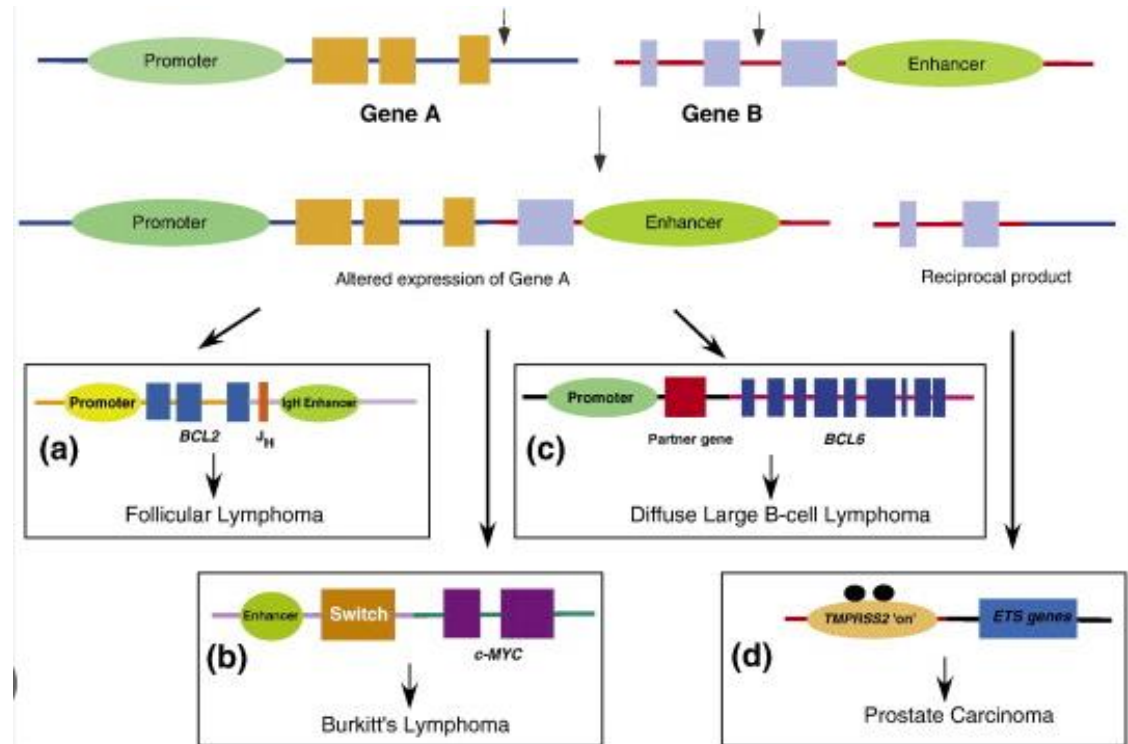 Promoter
Enhancer
Gene A
Gene B
Promoter
Enhancer
Altered expression of Gene A
Reciprocal product
Promoter
IgH Enhancer
(a)
BCL2
JH
Follicular Lymphoma
Promoter
(c)
Partner gene
BCL6
Diffuse Large B-cell Lymphoma
Enhancer
Switch
(b)
c-MYC
Burkitt's Lymphoma
TMPRSS2 'on'
ETS genes
(d)
Prostate Carcinoma